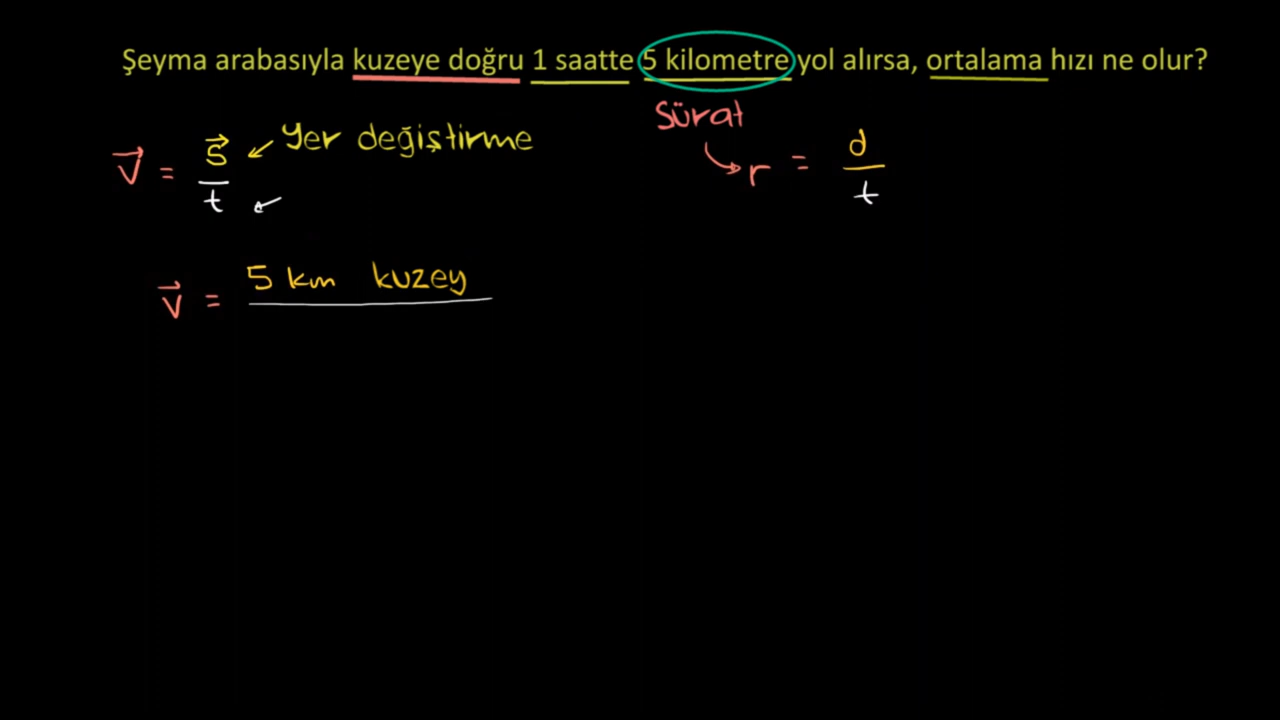 Şeyma arabasıyla kuzeye doğru 1 saatte 5 kilometre yol alırsa, ortalama hızı ne olur?
Sürat
v⃗ = s⃗ / t Yer değiştirme
r = d / t
v⃗ = 5 km kuzey